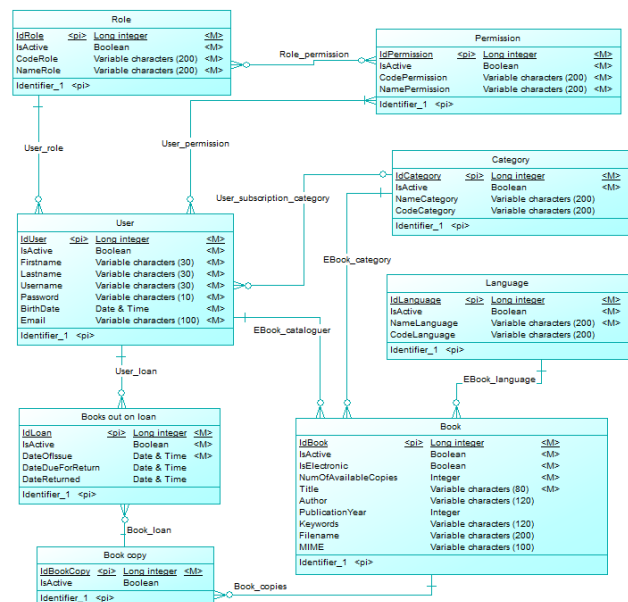 Role
IdRole <pi> Long integer <M>
IsActive Boolean <M>
CodeRole Variable characters (200) <M>
NameRole Variable characters (200) <M>
Identifier_1 <pi>
Role_permission
Permission
IdPermission <pi> Long integer <M>
IsActive Boolean <M>
CodePermission Variable characters (200) <M>
NamePermission Variable characters (200) <M>
Identifier_1 <pi>
User_role
User_permission
Category
IdCategory <pi> Long integer <M>
IsActive Boolean <M>
NameCategory Variable characters (200)
CodeCategory Variable characters (200)
Identifier_1 <pi>
User_subscription_category
User
IdUser <pi> Long integer <M>
IsActive Boolean <M>
Firstname Variable characters (30) <M>
Lastname Variable characters (30) <M>
Username Variable characters (30) <M>
Password Variable characters (10) <M>
BirthDate Date & Time <M>
Email Variable characters (100) <M>
Identifier_1 <pi>
EBook_category
Language
IdLanguage <pi> Long integer <M>
IsActive Boolean <M>
NameLanguage Variable characters (200) <M>
CodeLanguage Variable characters (200)
Identifier_1 <pi>
EBook_cataloguer
User_loan
EBook_language
Books out on loan
IdLoan <pi> Long integer <M>
IsActive Boolean <M>
DateOfIssue Date & Time <M>
DateDueForReturn Date & Time
DateReturned Date & Time
Identifier_1 <pi>
Book
IdBook <pi> Long integer <M>
IsActive Boolean <M>
IsElectronic Boolean <M>
NumOfAvailableCopies Integer <M>
Title Variable characters (80) <M>
Author Variable characters (120)
PublicationYear Integer
Keywords Variable characters (120)
Filename Variable characters (200)
MIME Variable characters (100)
Identifier_1 <pi>
Book_loan
Book copy
IdBookCopy <pi> Long integer <M>
IsActive Boolean
Identifier_1 <pi>
Book_copies